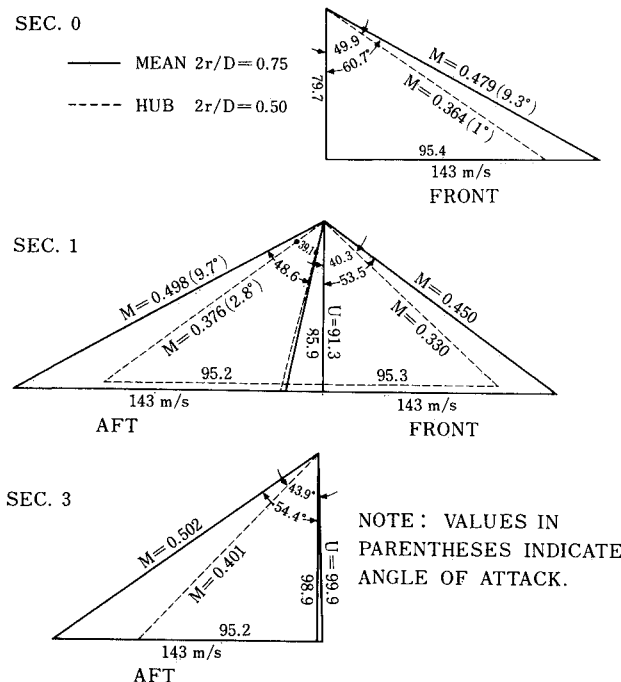 SEC. 0
MEAN 2r/D=0.75
HUB 2r/D=0.50
49.9
60.7°
79.7
M=0.479(9.3°)
M=0.364(1°)
95.4
143 m/s
FRONT
SEC. 1
39.1
48.6
40.3
53.5
M=0.498(9.7°)
M=0.376(2.8°)
U=91.3
85.9
M=0.450
M=0.330
95.2
95.3
143 m/s
143 m/s
AFT
FRONT
SEC. 3
43.9°
54.4°
M=0.502
M=0.401
U=99.9
98.9
95.2
143 m/s
AFT
NOTE: VALUES IN
PARENTHESES INDICATE
ANGLE OF ATTACK.